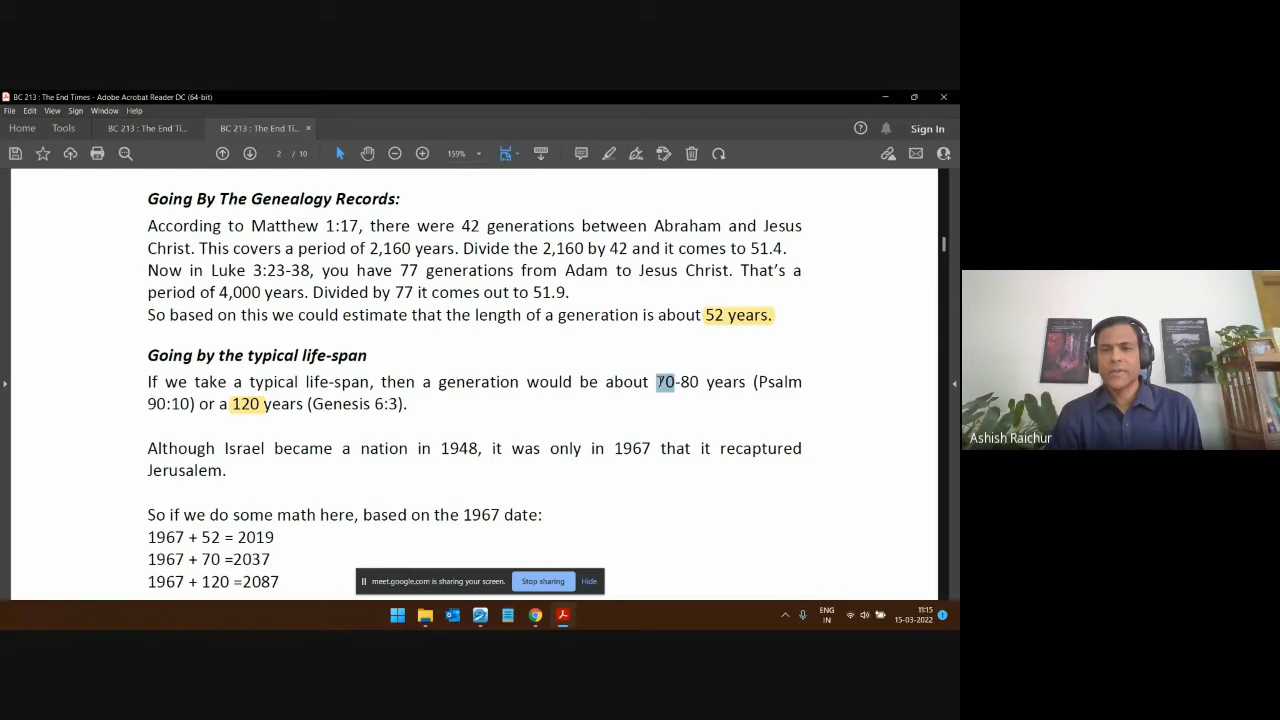 BC 213 : The End Times - Adobe Acrobat Reader DC (64-bit)
File Edit View Sign Window Help
Home Tools BC 213 : The End Ti... BC 213 : The End Ti... × Sign In
2 / 10 159%
Going By The Genealogy Records:
According to Matthew 1:17, there were 42 generations between Abraham and Jesus
Christ. This covers a period of 2,160 years. Divide the 2,160 by 42 and it comes to 51.4.
Now in Luke 3:23-38, you have 77 generations from Adam to Jesus Christ. That's a
period of 4,000 years. Divided by 77 it comes out to 51.9.
So based on this we could estimate that the length of a generation is about 52 years.
Going by the typical life-span
If we take a typical life-span, then a generation would be about 70-80 years (Psalm
90:10) or a 120 years (Genesis 6:3).
Although Israel became a nation in 1948, it was only in 1967 that it recaptured
Jerusalem.
So if we do some math here, based on the 1967 date:
1967 + 52 = 2019
1967 + 70 =2037
1967 + 120 =2087
meet.google.com is sharing your screen. Stop sharing Hide
ENG
IN
11:15
15-03-2022
Ashish Raichur